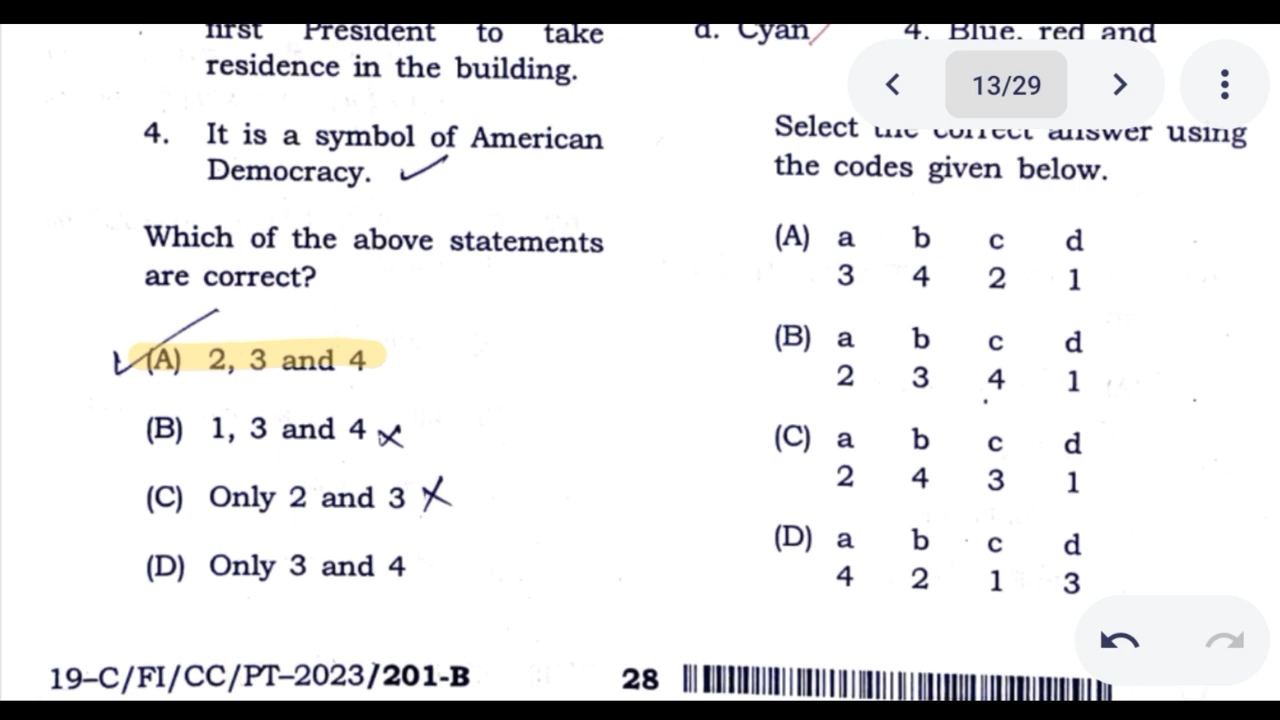 first President to take
residence in the building.
4. It is a symbol of American
Democracy.
Which of the above statements
are correct?
(A) 2, 3 and 4
(B) 1, 3 and 4
(C) Only 2 and 3
(D) Only 3 and 4
19–C/FI/CC/PT–2023/201-B
28
d. Cyan 4. Blue, red and
13/29
Select the correct answer using
the codes given below.
(A) a b c d
3 4 2 1
(B) a b c d
2 3 4 1
(C) a b c d
2 4 3 1
(D) a b c d
4 2 1 3